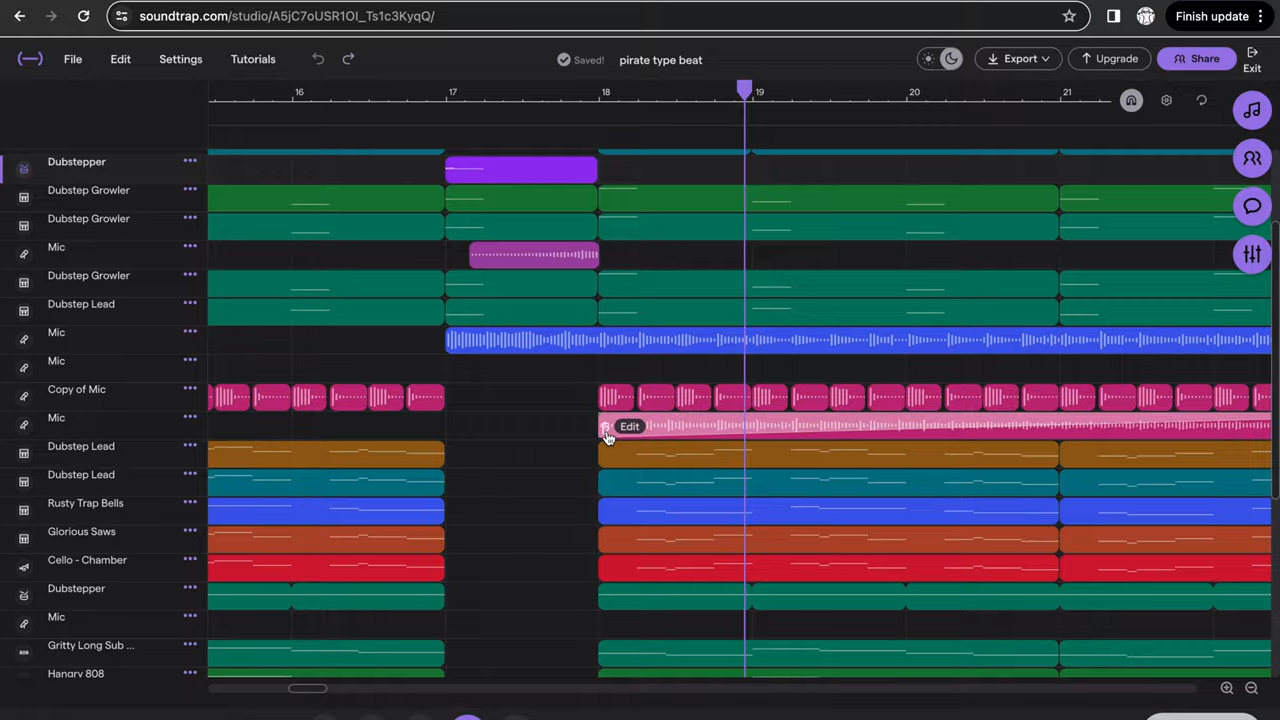 soundtrap.com/studio/A5jC7oUSR1OI_Ts1c3KyqQ/
Finish update
File Edit Settings Tutorials
Saved! pirate type beat
Export Upgrade Share Exit
16 17 18 19 20 21
Dubstepper
Dubstep Growler
Dubstep Growler
Mic
Dubstep Growler
Dubstep Lead
Mic
Mic
Copy of Mic
Mic
Edit
Dubstep Lead
Dubstep Lead
Rusty Trap Bells
Glorious Saws
Cello - Chamber
Dubstepper
Mic
808
Gritty Long Sub ...
Hangry 808